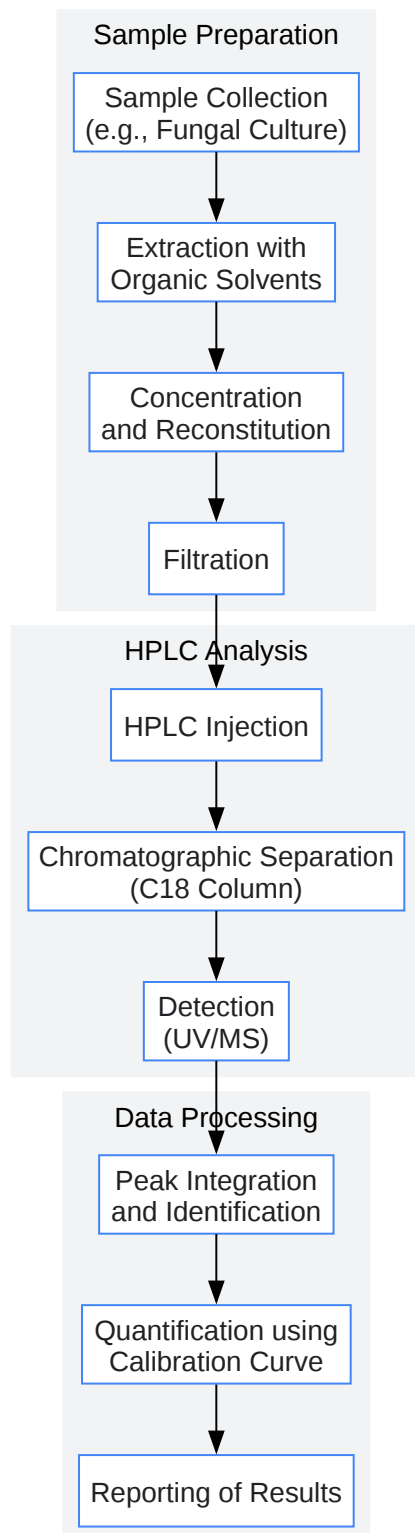 Sample Preparation
Sample Collection
(e.g., Fungal Culture)
Extraction with
Organic Solvents
Concentration
and Reconstitution
Filtration
HPLC Analysis
HPLC Injection
Chromatographic Separation
(C18 Column)
Detection
(UV/MS)
Data Processing
Peak Integration
and Identification
Quantification using
Calibration Curve
Reporting of Results